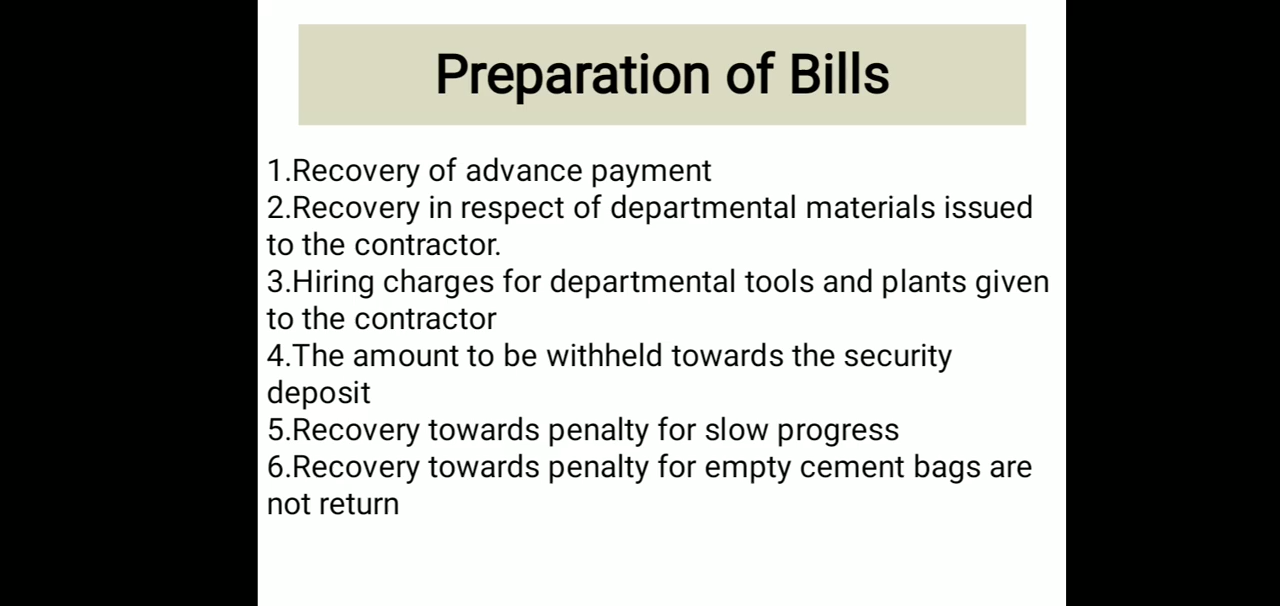 Preparation of Bills
1.Recovery of advance payment
2.Recovery in respect of departmental materials issued
to the contractor.
3.Hiring charges for departmental tools and plants given
to the contractor
4.The amount to be withheld towards the security
deposit
5.Recovery towards penalty for slow progress
6.Recovery towards penalty for empty cement bags are
not return